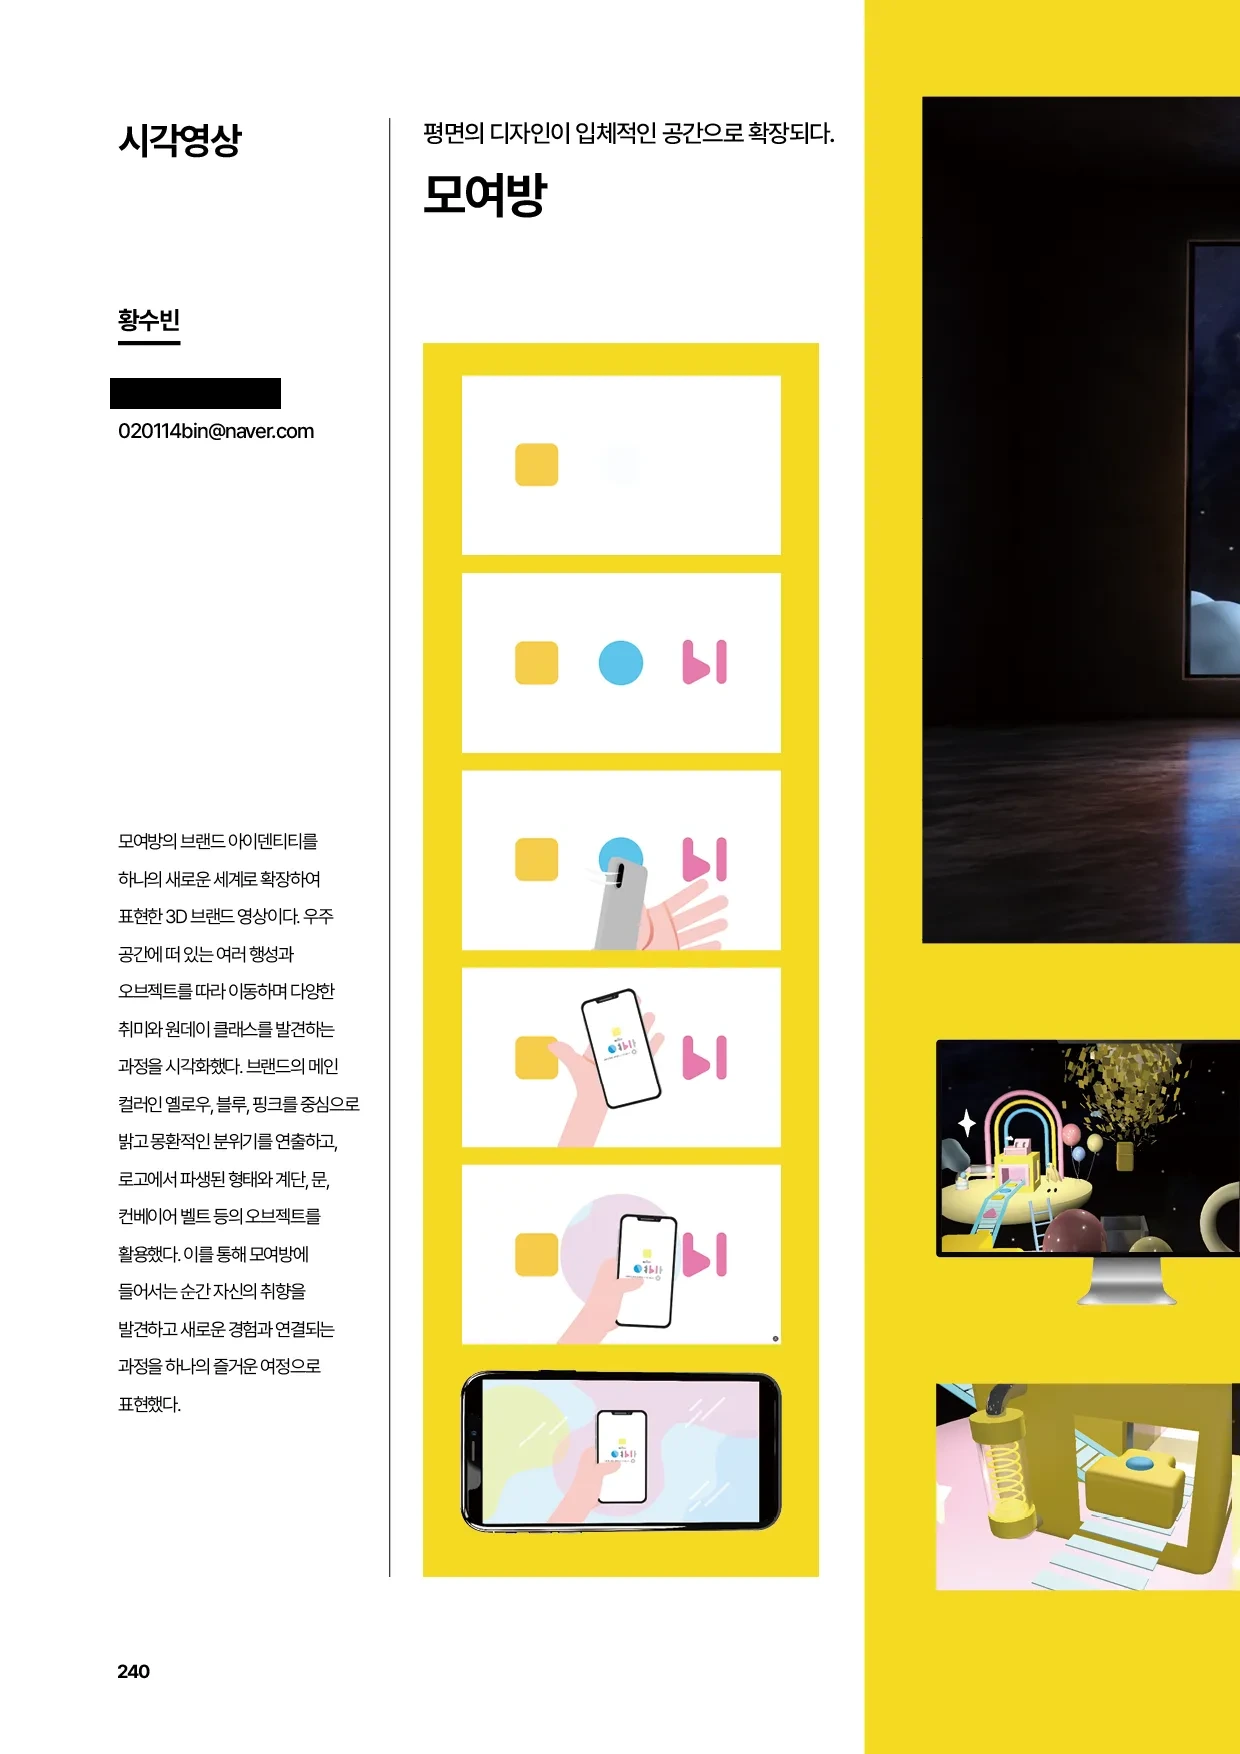 시각영상
평면의 디자인이 입체적인 공간으로 확장되다.
모여방
황수빈
020114bin@naver.com
모여방의 브랜드 아이덴티티를
하나의 새로운 세계로 확장하여
표현한 3D 브랜드 영상이다. 우주
공간에 떠 있는 여러 행성과
오브젝트를 따라 이동하며 다양한
취미와 원데이 클래스를 발견하는
과정을 시각화했다. 브랜드의 메인
컬러인 옐로우, 블루, 핑크를 중심으로
밝고 몽환적인 분위기를 연출하고,
로고에서 파생된 형태와 계단, 문,
컨베이어 벨트 등의 오브젝트를
활용했다. 이를 통해 모여방에
들어서는 순간 자신의 취향을
발견하고 새로운 경험과 연결되는
과정을 하나의 즐거운 여정으로
표현했다.
240